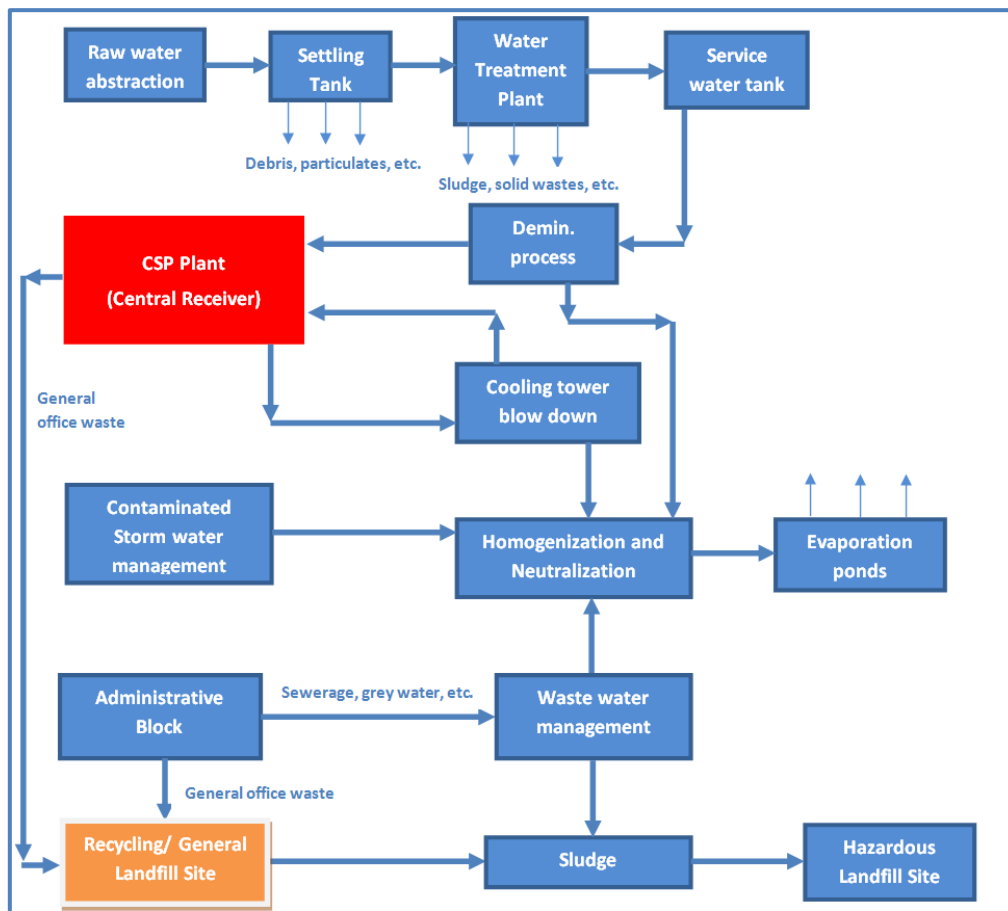 Raw water
abstraction
Settling
Tank
Water
Treatment
Plant
Service
water tank
Debris, particulates, etc.
Sludge, solid wastes, etc.
Demin.
process
CSP Plant
(Central Receiver)
Cooling tower
blow down
General
office waste
Contaminated
Storm water
management
Homogenization and
Neutralization
Evaporation
ponds
Administrative
Block
Sewerage, grey water, etc.
Waste water
management
General office waste
Recycling/ General
Landfill Site
Sludge
Hazardous
Landfill Site